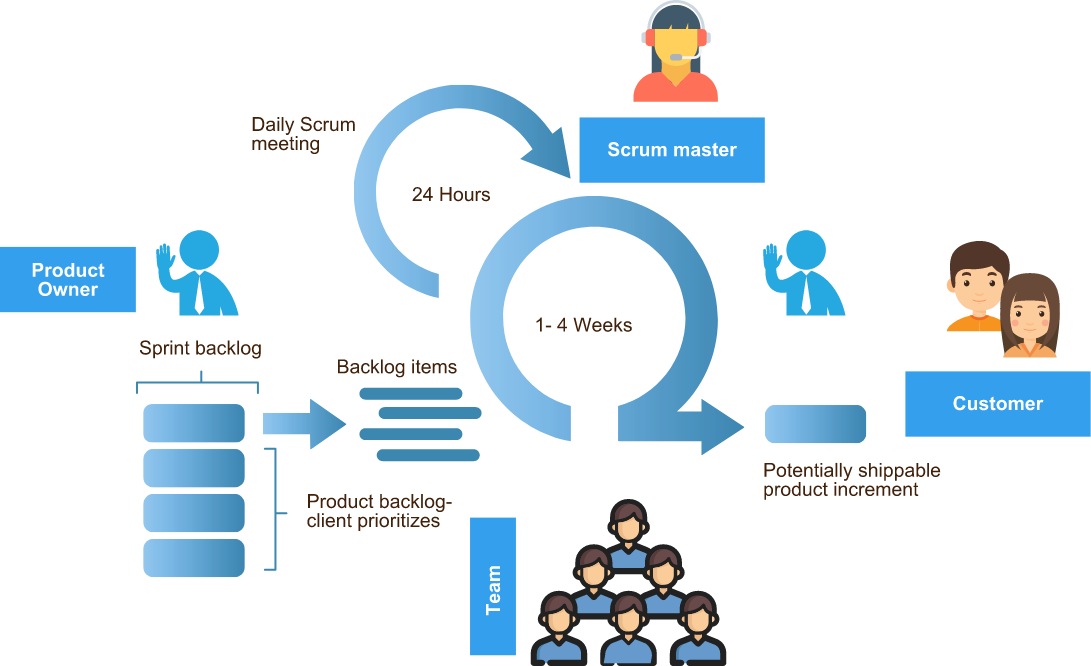 Daily Scrum
meeting
Scrum master
24 Hours
Product
Owner
1- 4 Weeks
Sprint backlog
Backlog items
Customer
Potentially shippable
product increment
Product backlog-
client prioritizes
Team